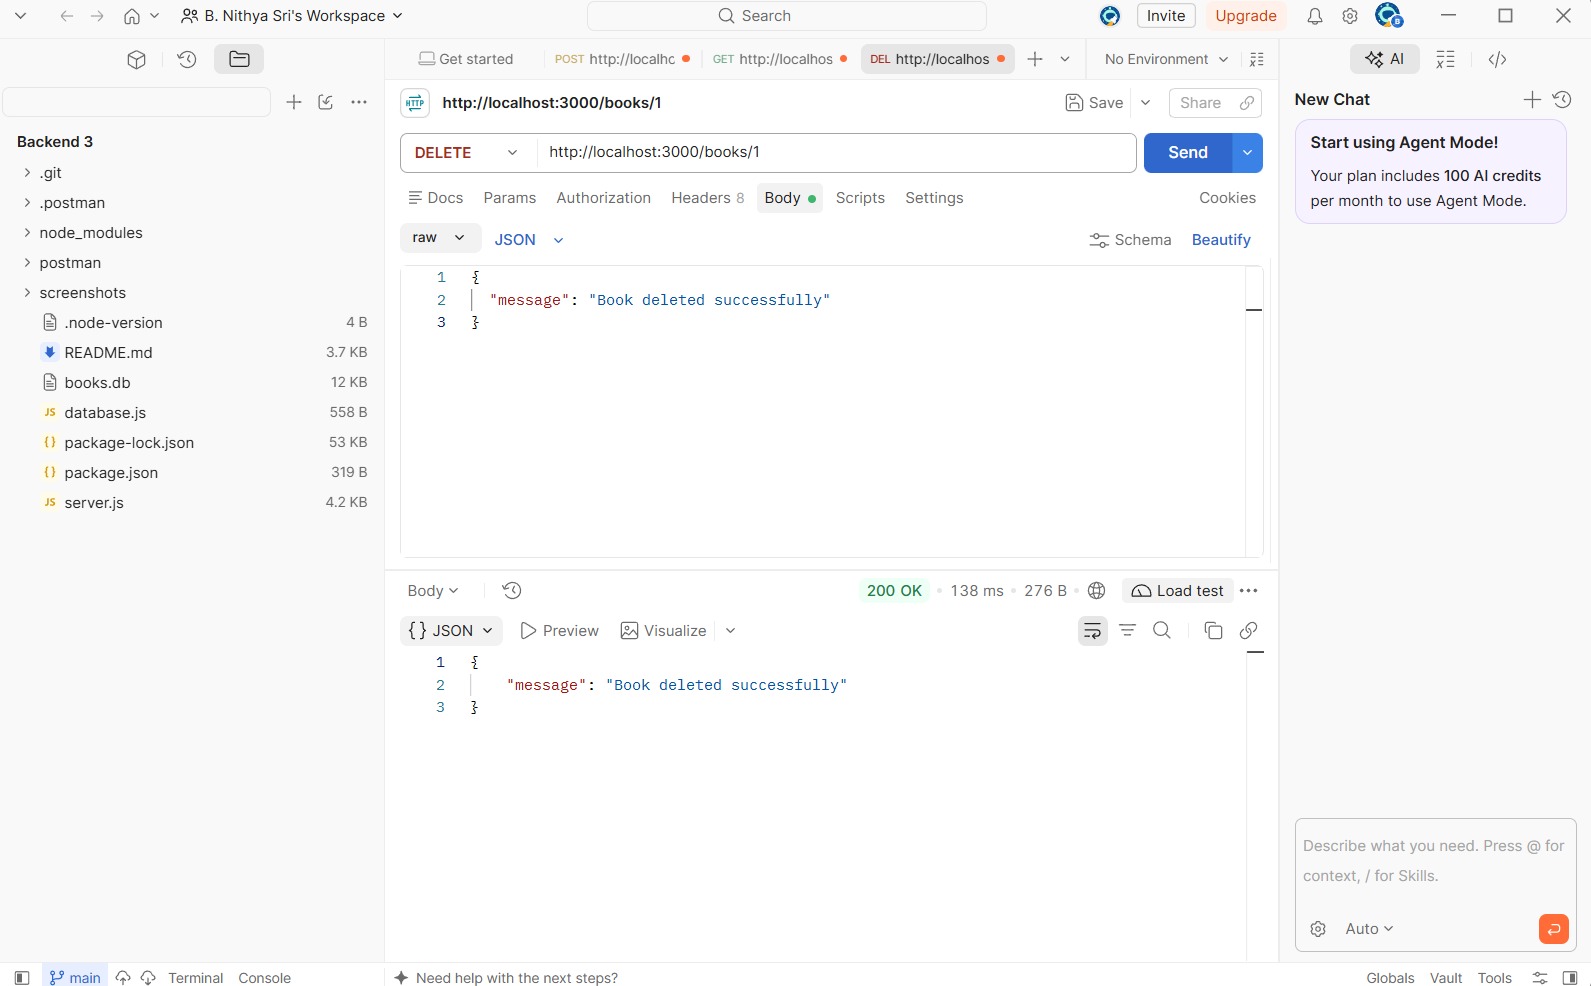 B. Nithya Sri's Workspace
Search
Invite
Upgrade
Get started
POST http://localhc
GET http://localhos
DEL http://localhos
No Environment
AI
HTTP
http://localhost:3000/books/1
Save
Share
New Chat
Start using Agent Mode!
Your plan includes 100 AI credits
per month to use Agent Mode.
Backend 3
.git
.postman
node_modules
postman
screenshots
.node-version 4 B
README.md 3.7 KB
books.db 12 KB
JS database.js 558 B
{} package-lock.json 53 KB
{} package.json 319 B
JS server.js 4.2 KB
DELETE
http://localhost:3000/books/1
Send
Docs Params Authorization Headers 8 Body Scripts Settings Cookies
raw JSON Schema Beautify
1 {
2 "message": "Book deleted successfully"
3 }
Body 200 OK 138 ms 276 B Load test
{} JSON Preview Visualize
1 {
2 "message": "Book deleted successfully"
3 }
Describe what you need. Press @ for
context, / for Skills.
Auto
main Terminal Console Need help with the next steps? Globals Vault Tools